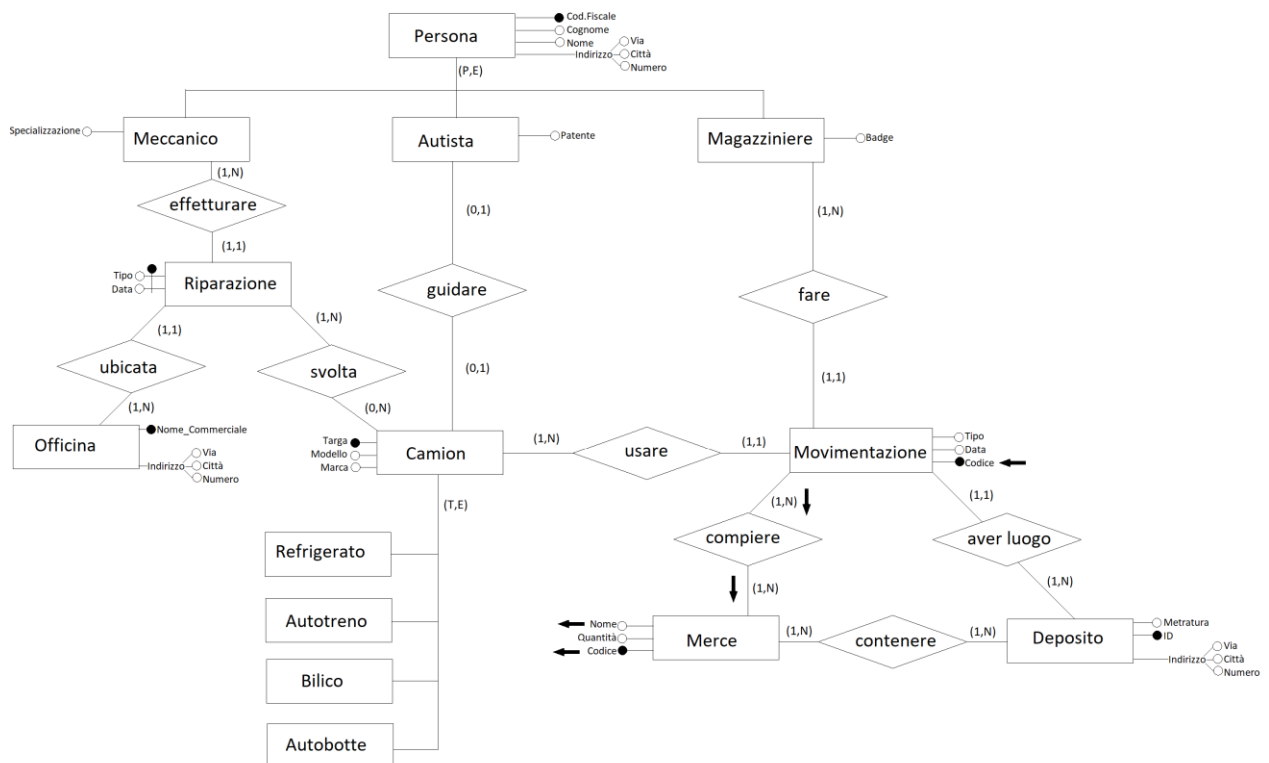 Persona
Cod.Fiscale
Cognome
Nome
Indirizzo
Via
Città
Numero
(P,E)
Specializzazione
Meccanico
Autista
Patente
Magazziniere
Badge
(1,N)
effetturare
(1,1)
(0,1)
(1,N)
Tipo
Data
Riparazione
guidare
fare
(1,1)
(1,N)
ubicata
svolta
(0,1)
(1,1)
(1,N)
(0,N)
Officina
Nome_Commerciale
Indirizzo
Via
Città
Numero
Targa
Modello
Marca
Camion
(1,N)
usare
(1,1)
Movimentazione
Tipo
Data
Codice
(T,E)
(1,N)
(1,1)
compiere
aver luogo
Refrigerato
(1,N)
(1,N)
Autotreno
Nome
Quantità
Codice
Merce
(1,N)
contenere
(1,N)
Deposito
Metratura
ID
Indirizzo
Via
Città
Numero
Bilico
Autobotte